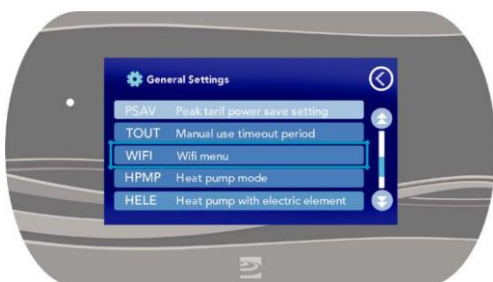 General Settings
PSAV Peak tarif power save setting
TOUT Manual use timeout period
WIFI Wifi menu
HPMP Heat pump mode
HELE Heat pump with electric element